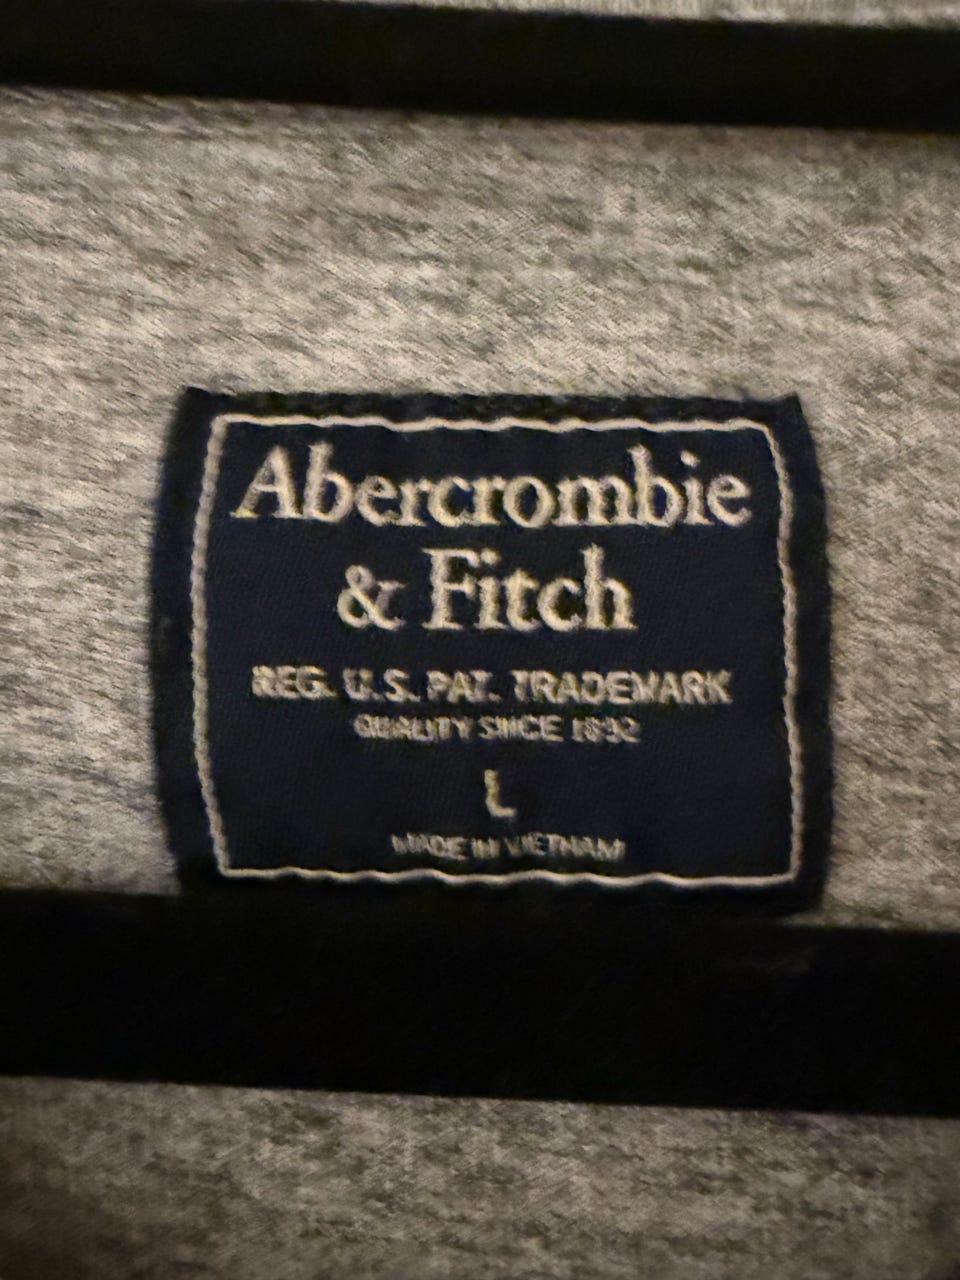 Abercrombie
& Fitch
REG. U.S. PAT. TRADEMARK
QUALITY SINCE 1892
L
MADE IN VIETNAM